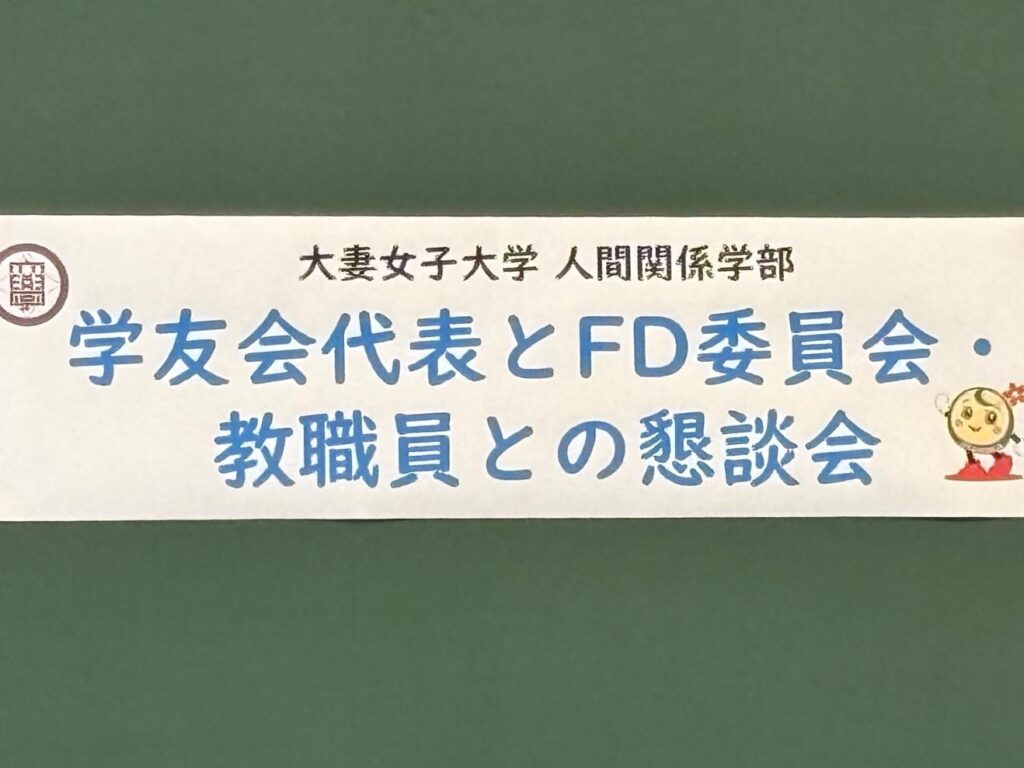 大妻女子大学 人間関係学部
学友会代表とFD委員会・
教職員との懇談会